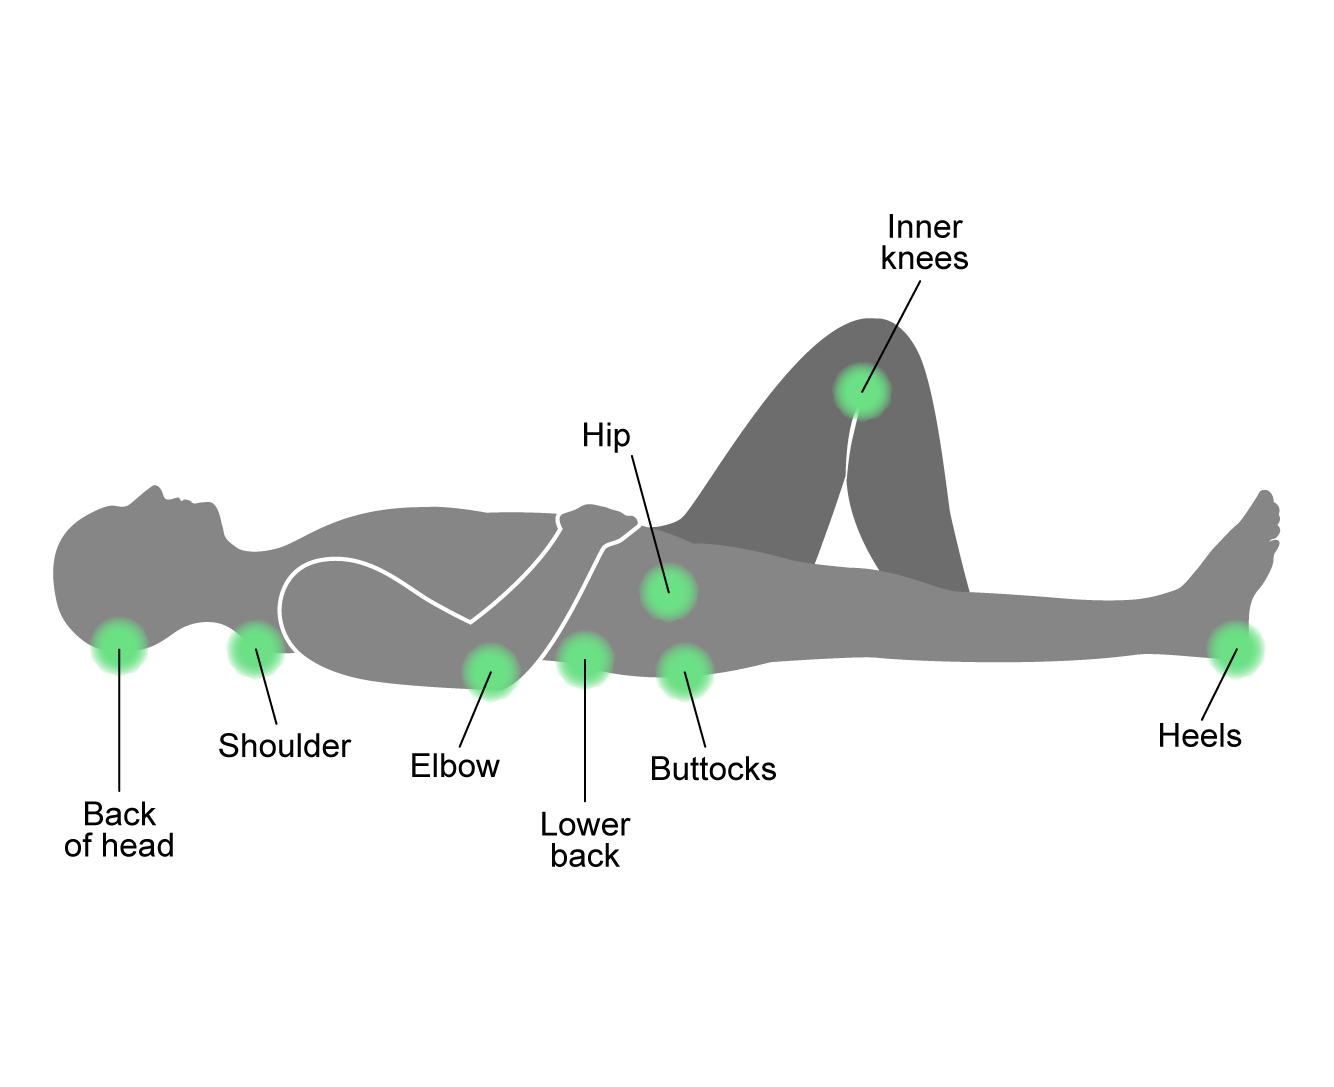 Inner
knees
Hip
Shoulder
Elbow
Buttocks
Heels
Back
of head
Lower
back